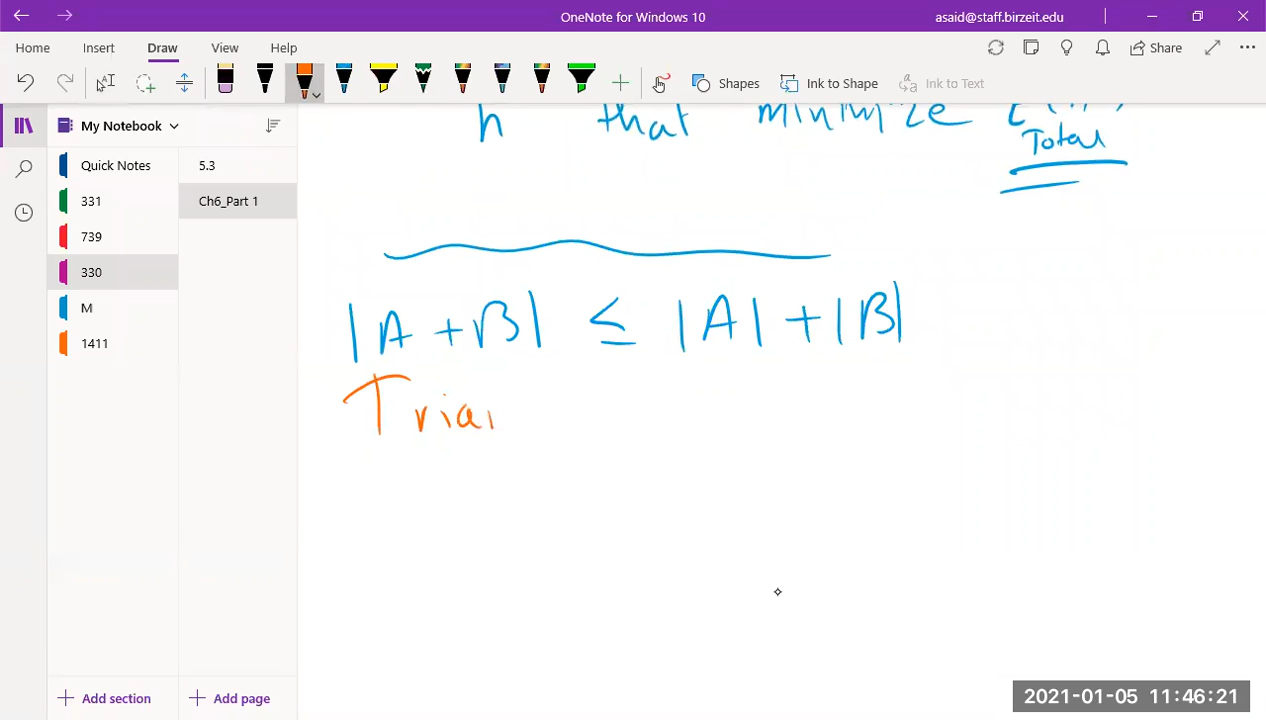 OneNote for Windows 10
asaid@staff.birzeit.edu
Home Insert Draw View Help
Share
Shapes Ink to Shape Ink to Text
My Notebook
Quick Notes
331
739
330
M
1411
5.3
Ch6_Part 1
h that minimize
Total
|A + B| ≤ |A| + |B|
Trian
Add section
Add page
2021-01-05 11:46:21